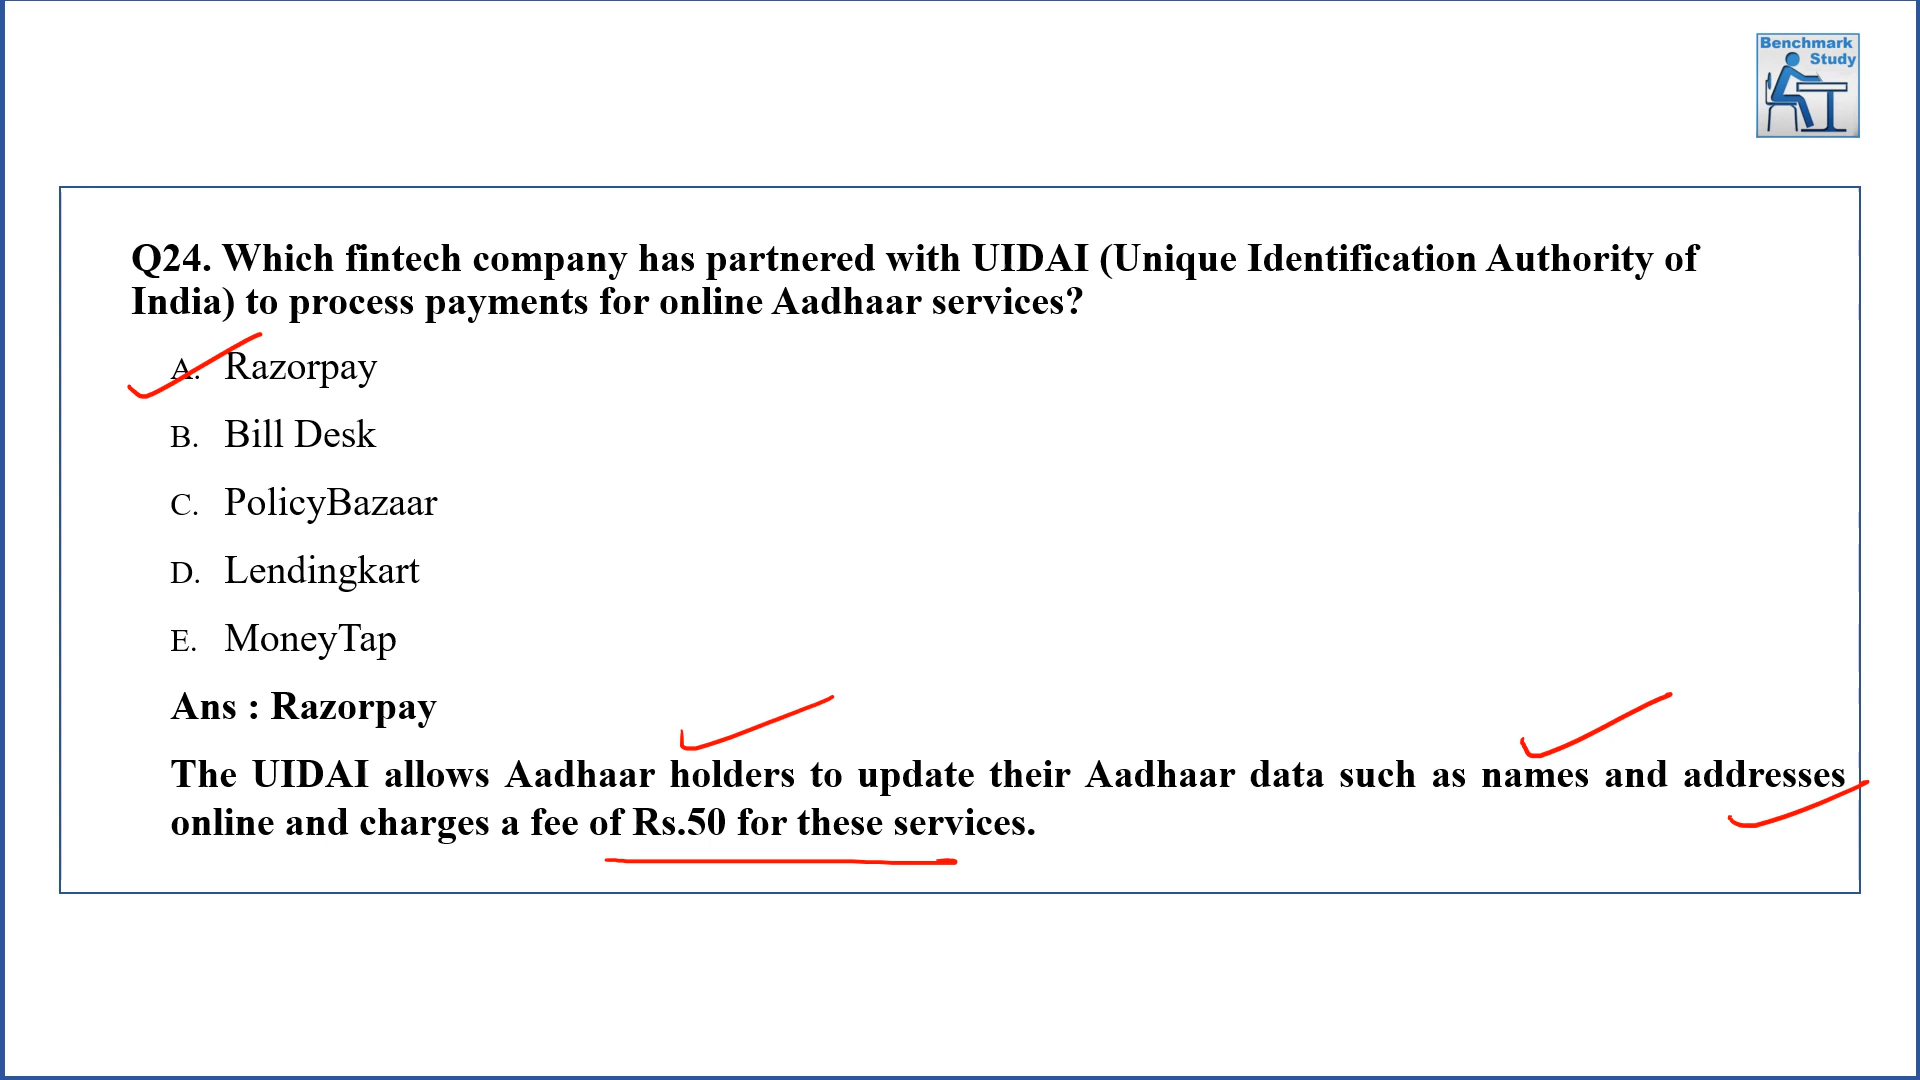 Benchmark
Study
Q24. Which fintech company has partnered with UIDAI (Unique Identification Authority of
India) to process payments for online Aadhaar services?
A. Razorpay
B. Bill Desk
C. PolicyBazaar
D. Lendingkart
E. MoneyTap
Ans : Razorpay
The UIDAI allows Aadhaar holders to update their Aadhaar data such as names and addresses
online and charges a fee of Rs.50 for these services.